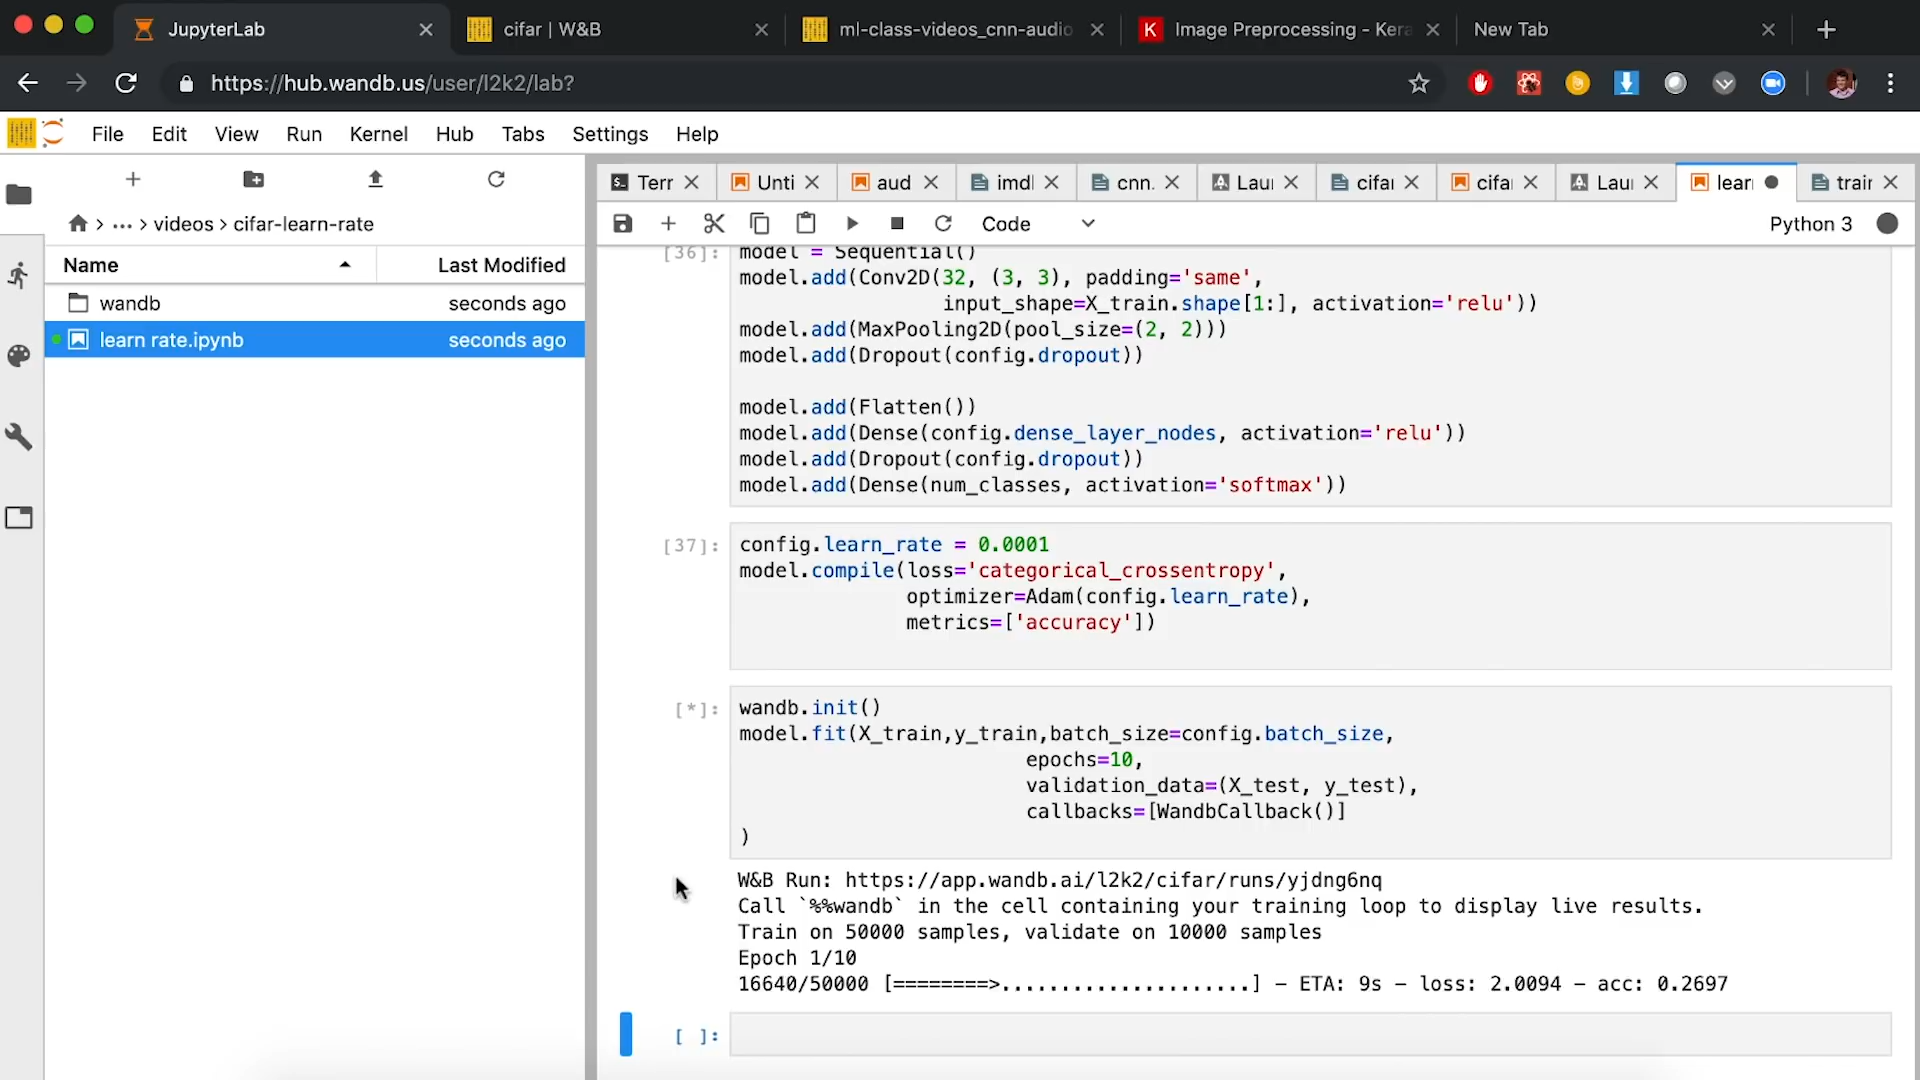 JupyterLab
cifar | W&B
ml-class-videos_cnn-audio
Image Preprocessing - Kera
New Tab
https://hub.wandb.us/user/l2k2/lab?
File Edit View Run Kernel Hub Tabs Settings Help
Terr
Unti
aud
imd
cnn.
Lau
cifar
cifa
Lau
lear
trair
… > videos > cifar-learn-rate
Code
Python 3
Name Last Modified
wandb seconds ago
learn rate.ipynb seconds ago
[36]:
model = Sequential()
model.add(Conv2D(32, (3, 3), padding='same',
input_shape=X_train.shape[1:], activation='relu'))
model.add(MaxPooling2D(pool_size=(2, 2)))
model.add(Dropout(config.dropout))
model.add(Flatten())
model.add(Dense(config.dense_layer_nodes, activation='relu'))
model.add(Dropout(config.dropout))
model.add(Dense(num_classes, activation='softmax'))
[37]:
config.learn_rate = 0.0001
model.compile(loss='categorical_crossentropy',
optimizer=Adam(config.learn_rate),
metrics=['accuracy'])
[*]:
wandb.init()
model.fit(X_train,y_train,batch_size=config.batch_size,
epochs=10,
validation_data=(X_test, y_test),
callbacks=[WandbCallback()]
)
W&B Run: https://app.wandb.ai/l2k2/cifar/runs/yjdng6nq
Call `%%wandb` in the cell containing your training loop to display live results.
Train on 50000 samples, validate on 10000 samples
Epoch 1/10
16640/50000 [========>.....................] - ETA: 9s - loss: 2.0094 - acc: 0.2697
[ ]: